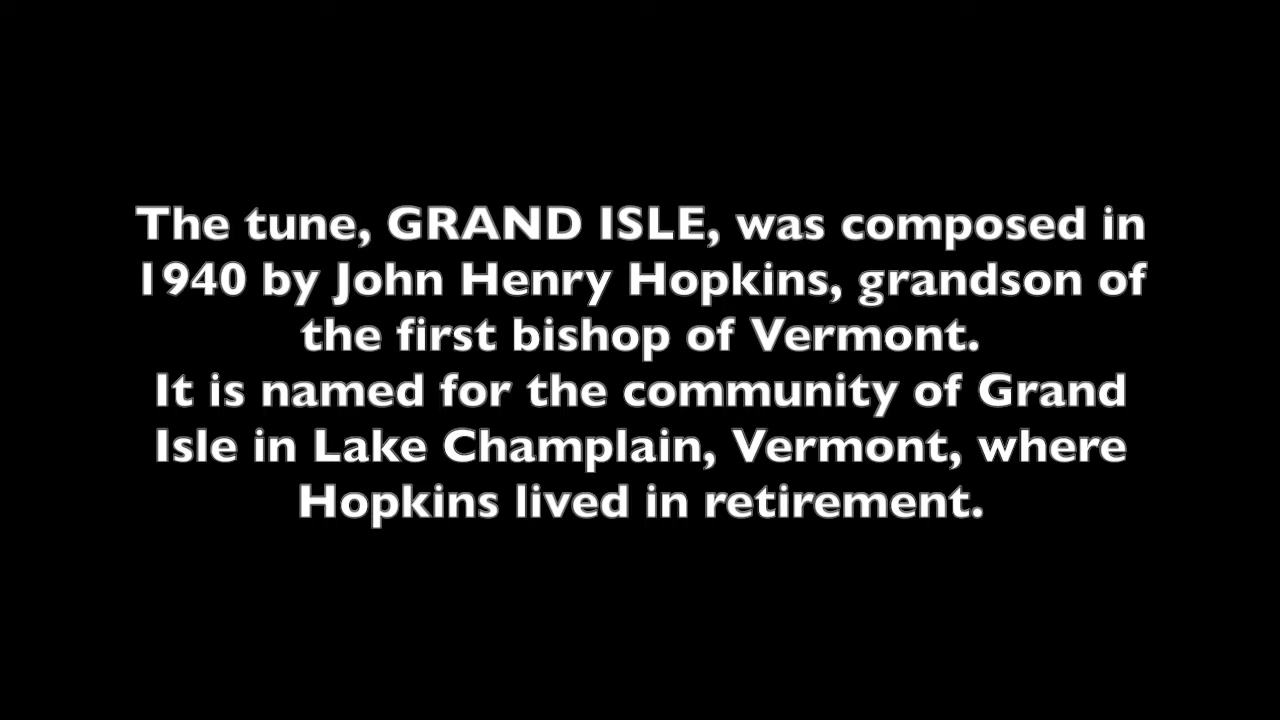 The tune, GRAND ISLE, was composed in
1940 by John Henry Hopkins, grandson of
the first bishop of Vermont.
It is named for the community of Grand
Isle in Lake Champlain, Vermont, where
Hopkins lived in retirement.